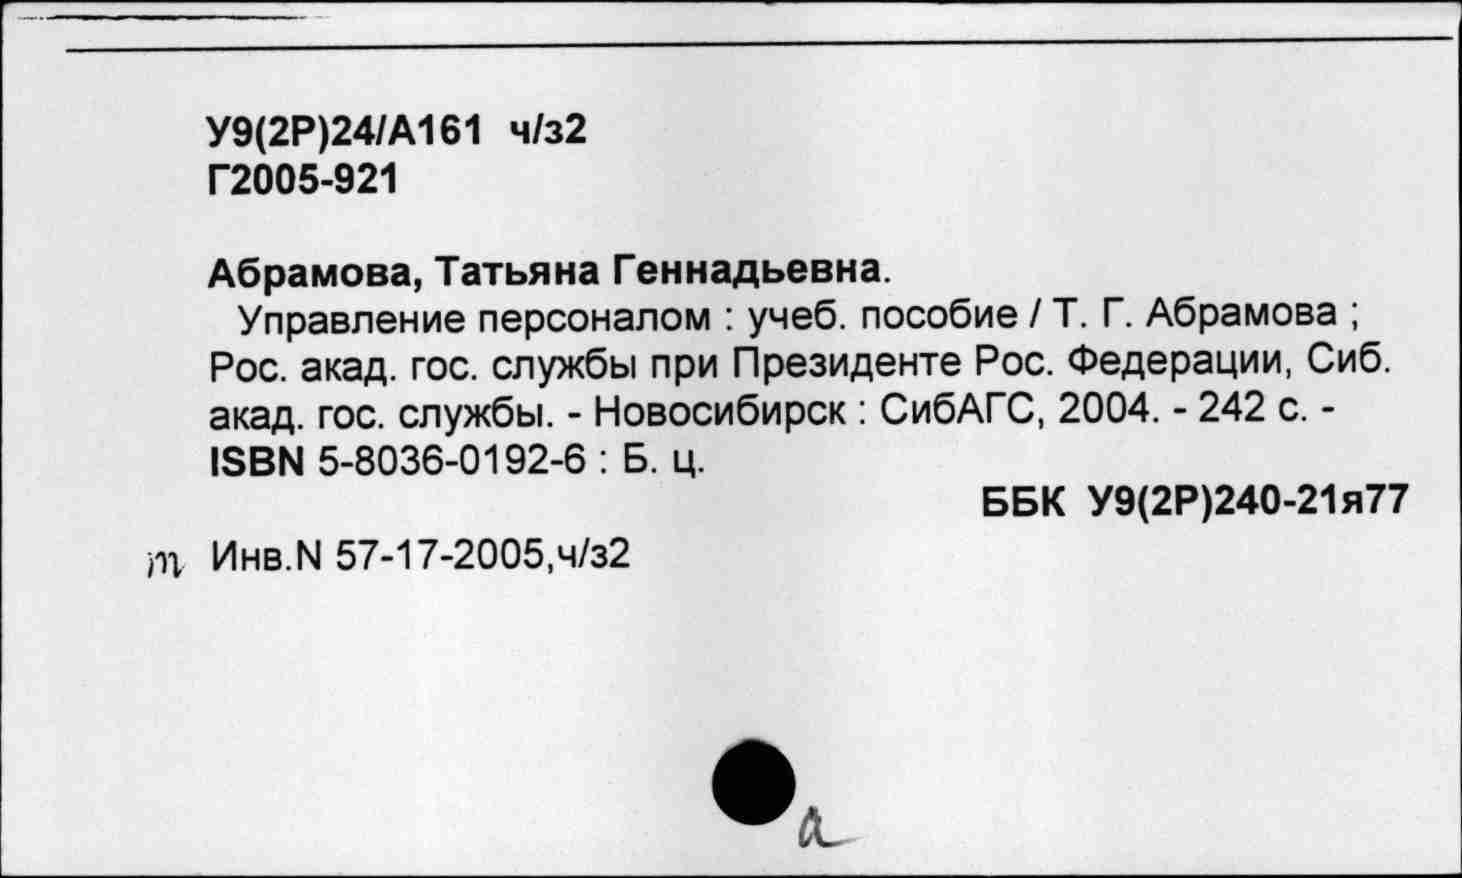 У9(2Р)24/А161 ч/з2
Г2005-921
Абрамова, Татьяна Геннадьевна.
Управление персоналом : учеб. пособие / Т. Г. Абрамова ;
Рос. акад. гос. службы при Президенте Рос. Федерации, Сиб.
акад. гос. службы. - Новосибирск : СибАГС, 2004. - 242 с. -
ISBN 5-8036-0192-6 : Б. ц.
ББК У9(2Р)240-21я77
Инв.N 57-17-2005,ч/з2
а